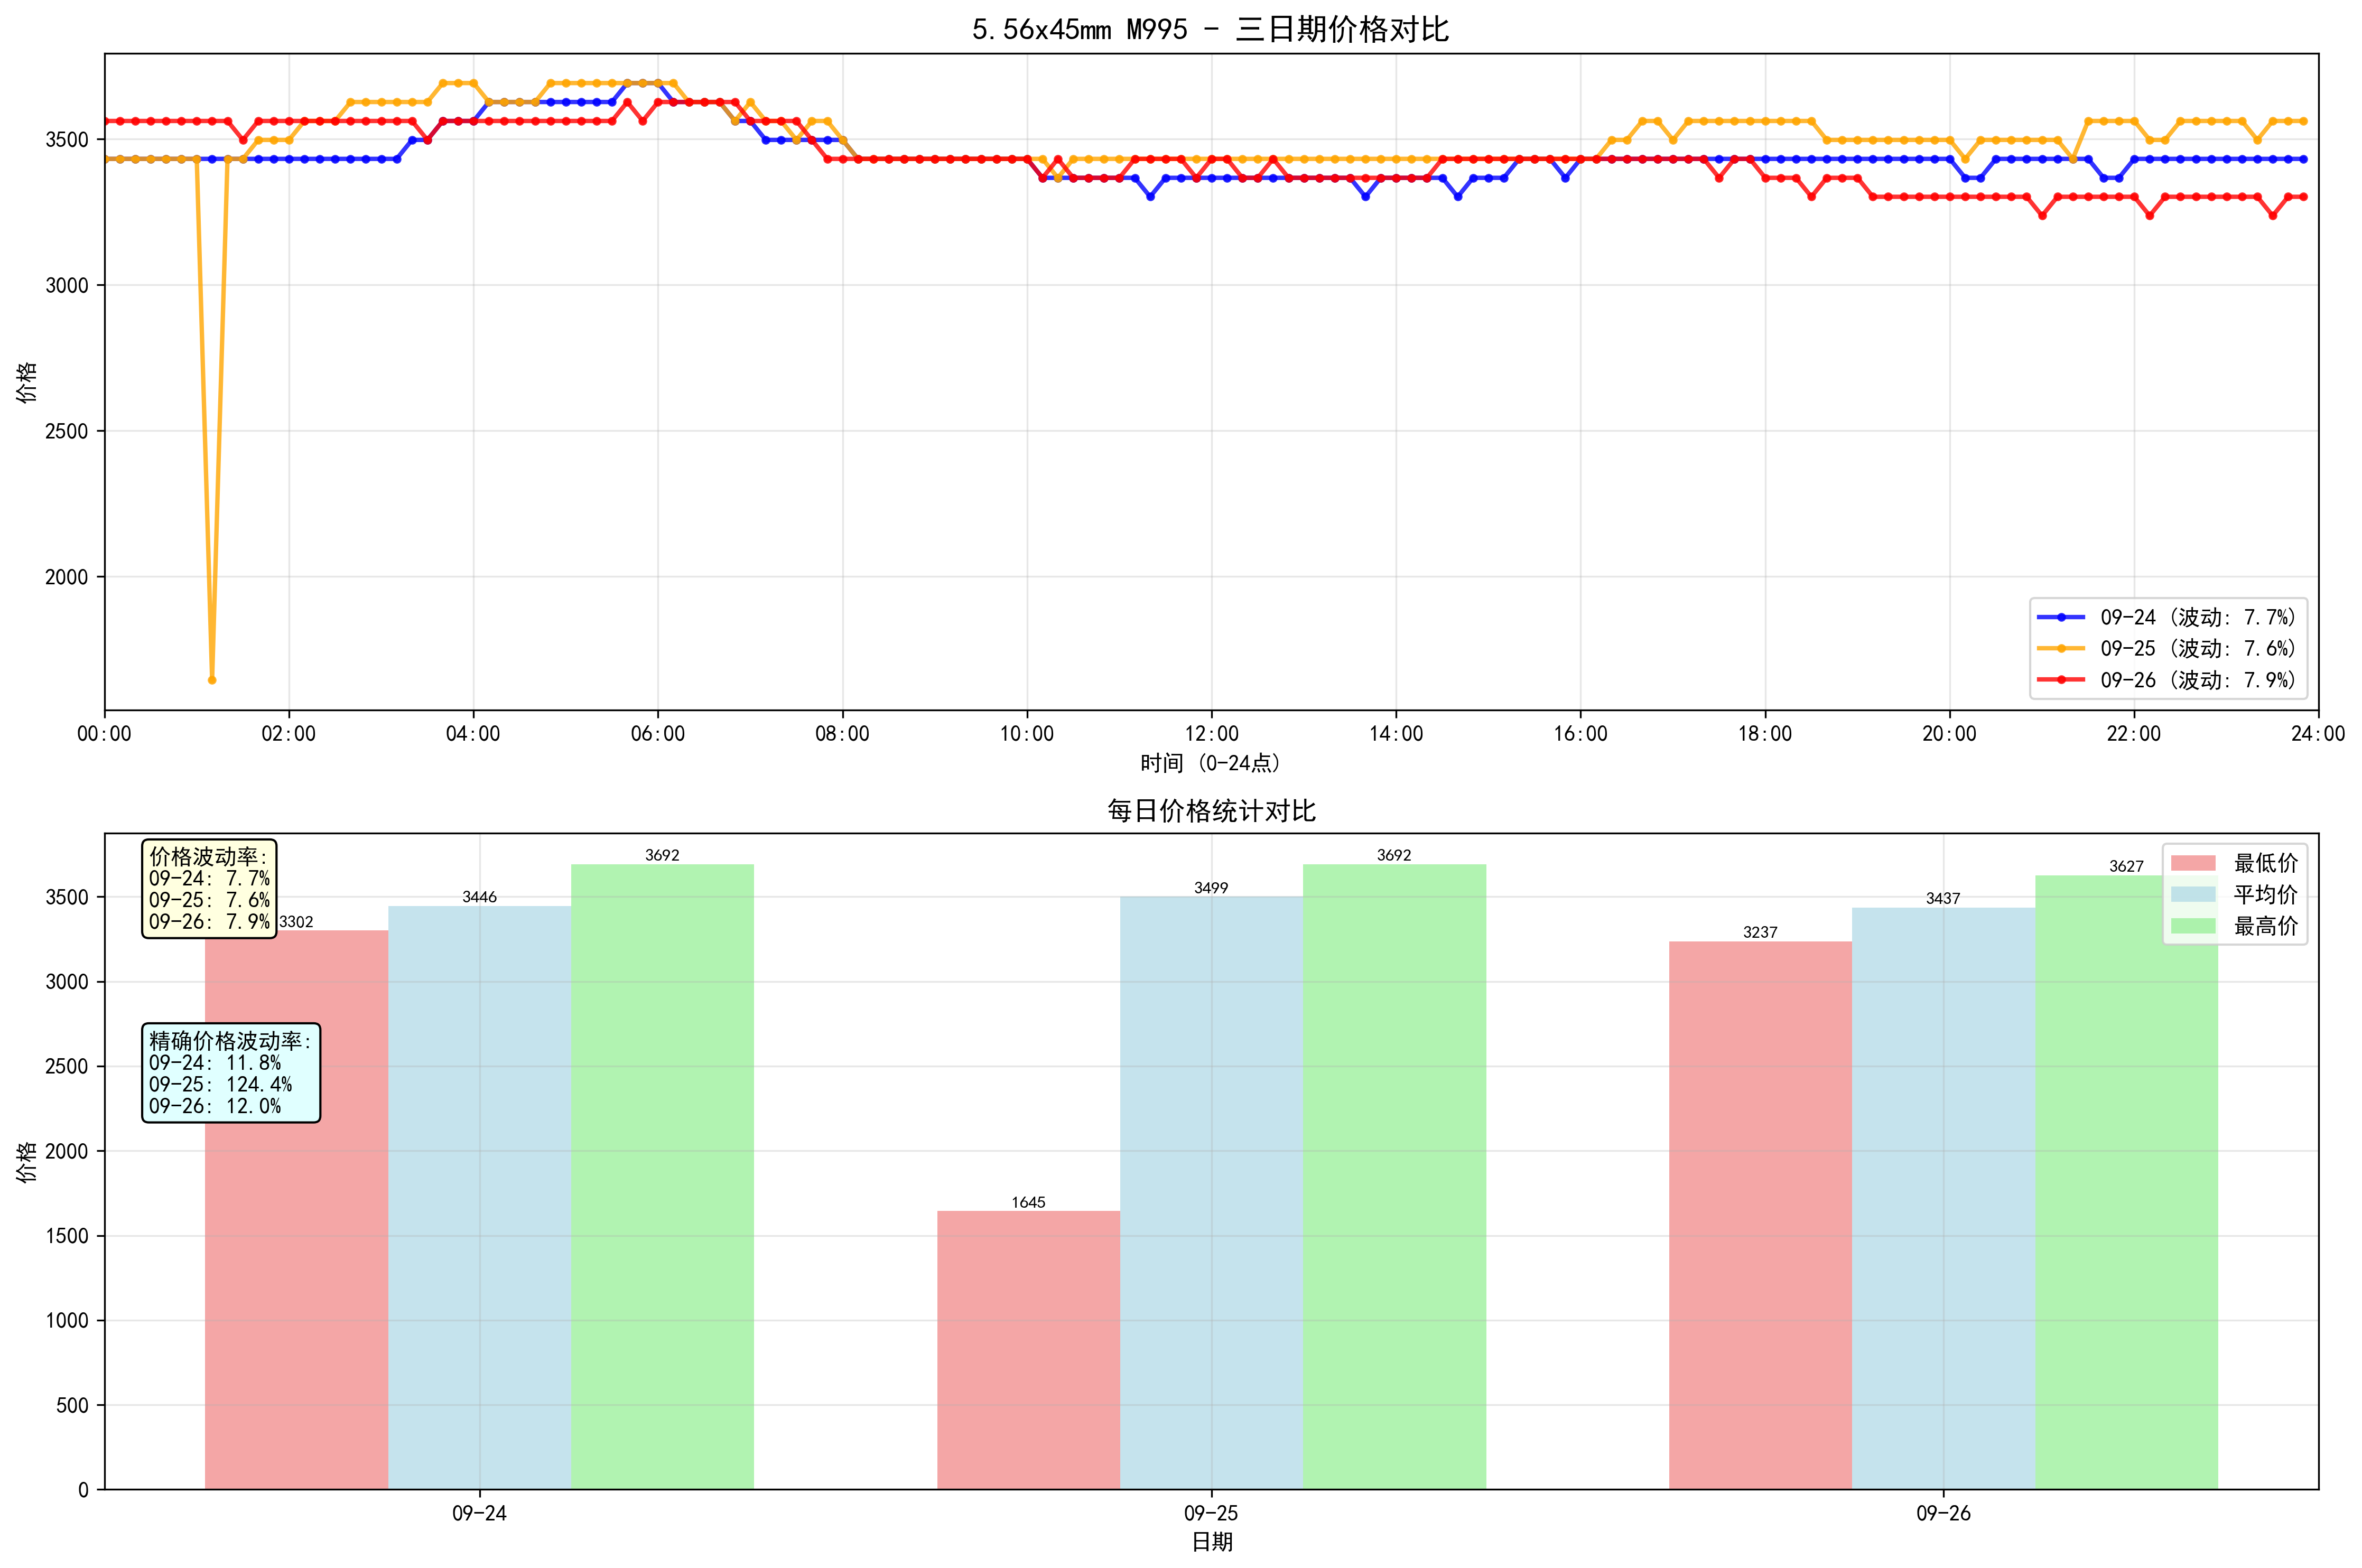 5.56x45mm M995 - 三日期价格对比
价格
3500
3000
2500
2000
09-24 (波动: 7.7%)
09-25 (波动: 7.6%)
09-26 (波动: 7.9%)
00:00 02:00 04:00 06:00 08:00 10:00 12:00 14:00 16:00 18:00 20:00 22:00 24:00
时间 (0-24点)
每日价格统计对比
价格
3500
3000
2500
2000
1500
1000
500
0
价格波动率:
09-24: 7.7%
09-25: 7.6%
09-26: 7.9%
精确价格波动率:
09-24: 11.8%
09-25: 124.4%
09-26: 12.0%
3302
3446
3692
1645
3499
3692
3237
3437
3627
最低价
平均价
最高价
09-24 09-25 09-26
日期